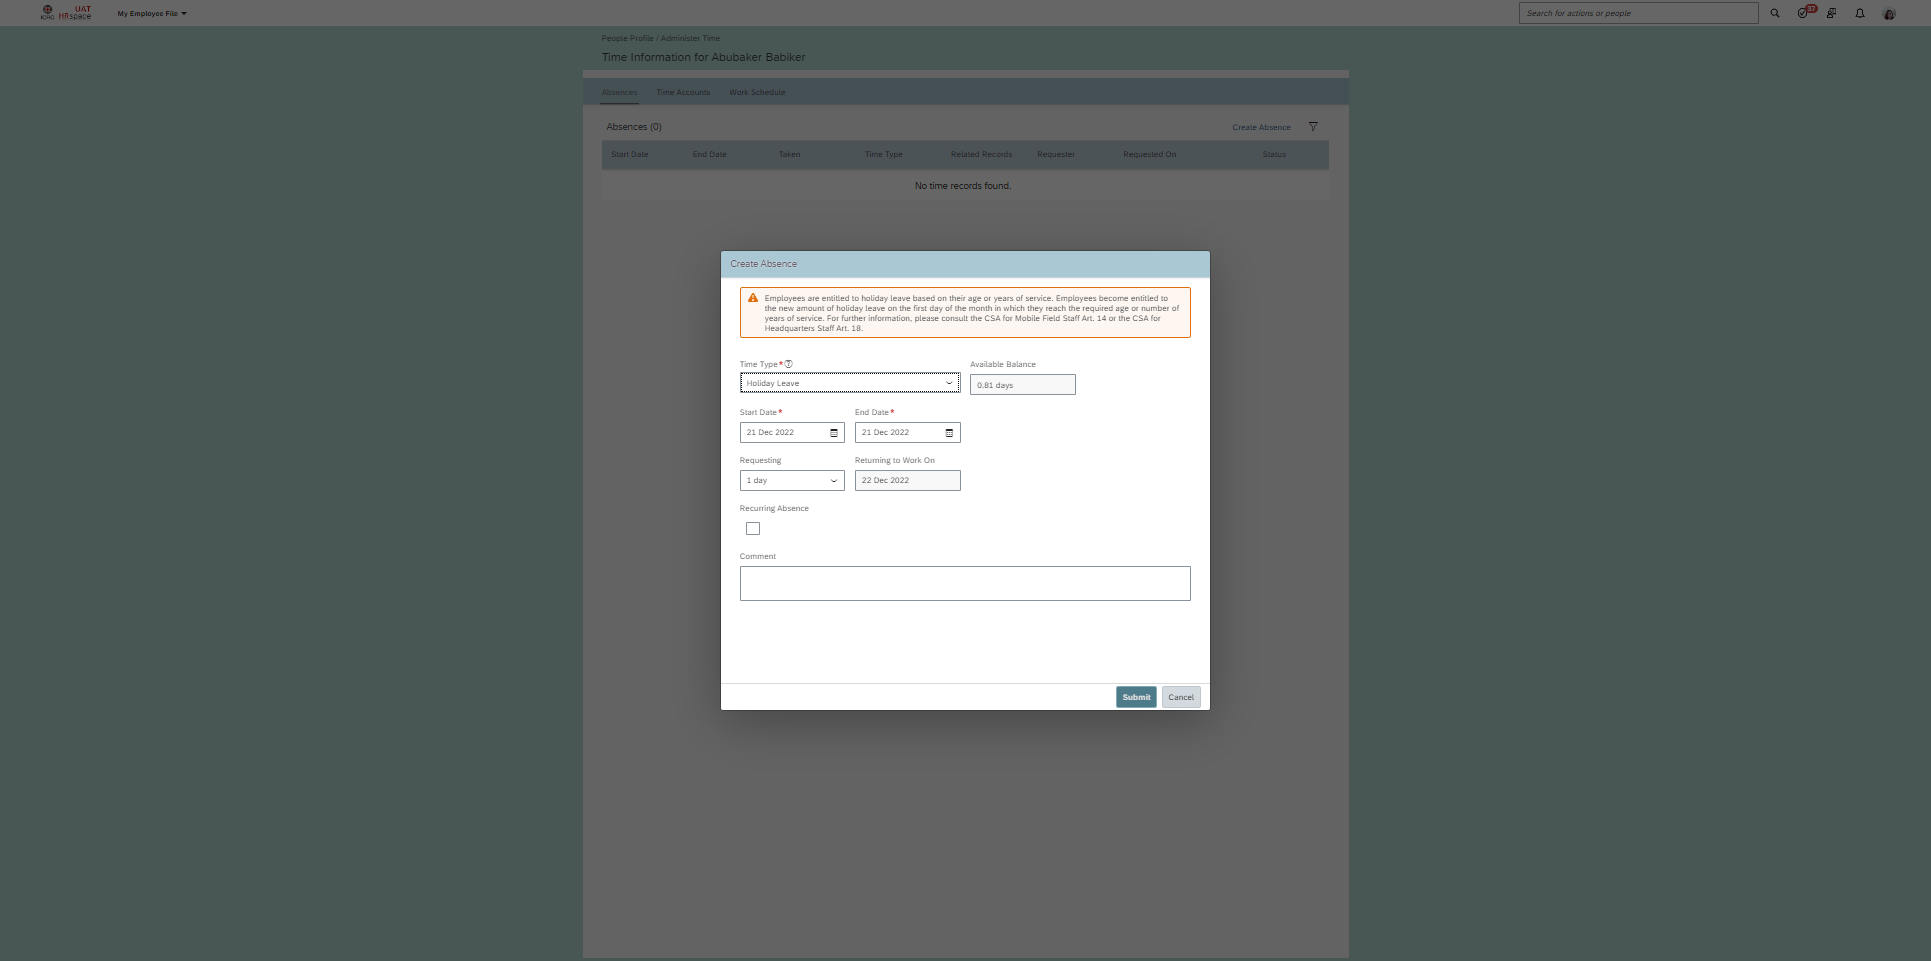 UAT
ICRC HRspace
My Employee File
Search for actions or people
37
People Profile / Administer Time
Time Information for Abubaker Babiker
Absences Time Accounts Work Schedule
Absences (0)
Create Absence
Start Date End Date Taken Time Type Related Records Requester Requested On Status
No time records found.
Create Absence
Employees are entitled to holiday leave based on their age or years of service. Employees become entitled to
the new amount of holiday leave on the first day of the month in which they reach the required age or number of
years of service. For further information, please consult the CSA for Mobile Field Staff Art. 14 or the CSA for
Headquarters Staff Art. 18.
Time Type * ? Available Balance
Holiday Leave 0.81 days
Start Date * End Date *
21 Dec 2022 21 Dec 2022
Requesting Returning to Work On
1 day 22 Dec 2022
Recurring Absence
Comment
Submit Cancel